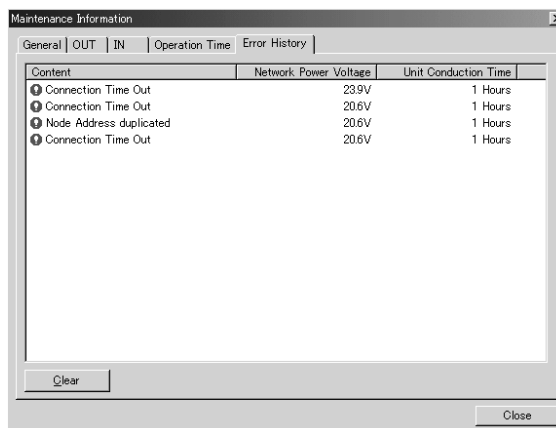 Maintenance Information
General OUT IN Operation Time Error History
Content Network Power Voltage Unit Conduction Time
Connection Time Out 23.9V 1 Hours
Connection Time Out 20.6V 1 Hours
Node Address duplicated 20.6V 1 Hours
Connection Time Out 20.6V 1 Hours
Clear
Close